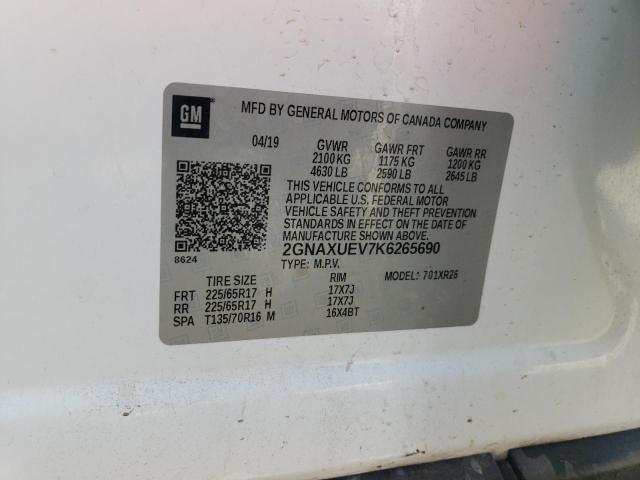 GM
MFD BY GENERAL MOTORS OF CANADA COMPANY
04/19 GVWR GAWR FRT GAWR RR
2100 KG 1175 KG 1200 KG
4630 LB 2590 LB 2645 LB
THIS VEHICLE CONFORMS TO ALL
APPLICABLE U.S. FEDERAL MOTOR
VEHICLE SAFETY AND THEFT PREVENTION
STANDARDS IN EFFECT ON THE DATE OF
MANUFACTURE SHOWN ABOVE.
8624
2GNAXUEV7K6265690
TYPE: M.P.V. MODEL: 701XR26
TIRE SIZE RIM
FRT 225/65R17 H 17X7J
RR 225/65R17 H 17X7J
SPA T135/70R16 M 16X4BT